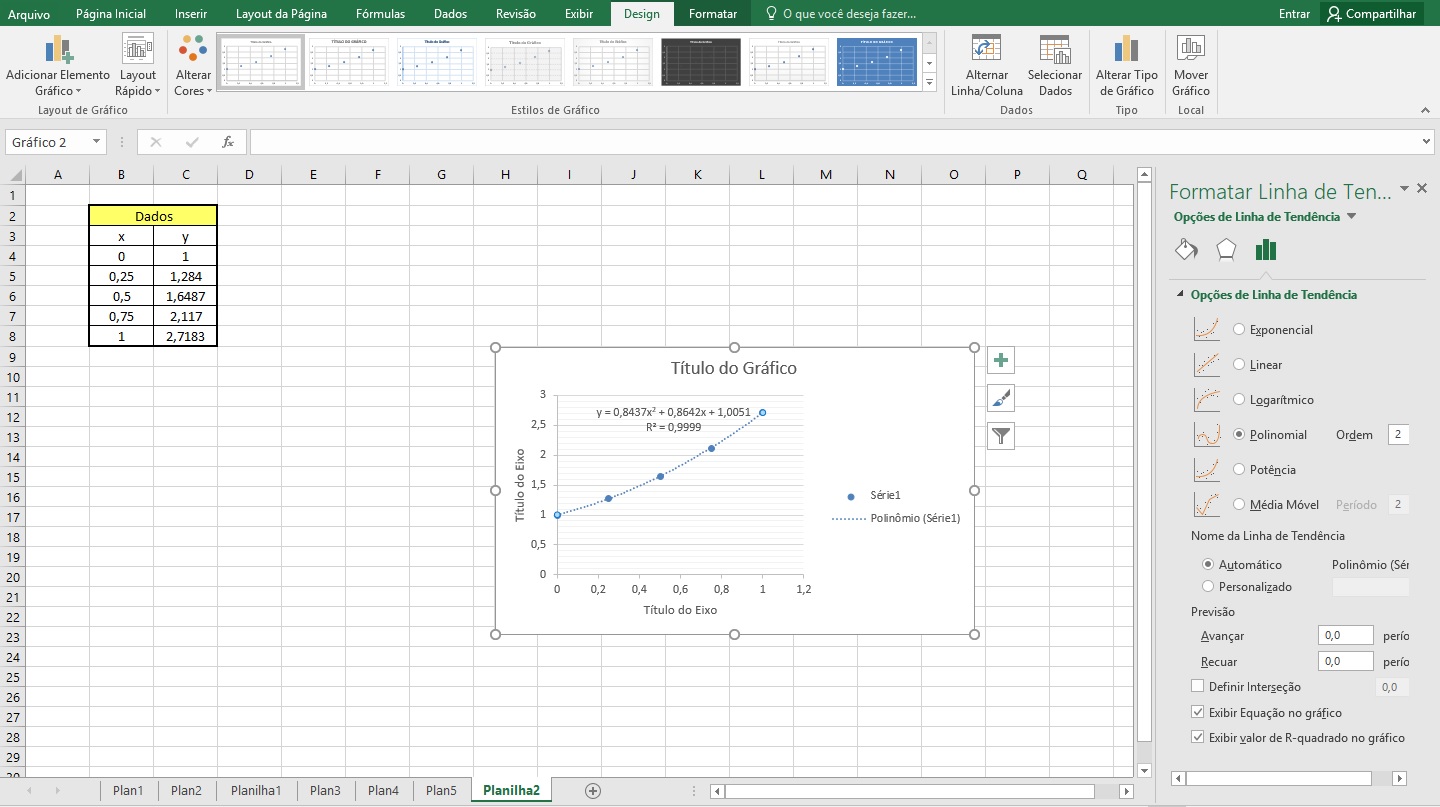 Arquivo Página Inicial Inserir Layout da Página Fórmulas Dados Revisão Exibir Design Formatar O que você deseja fazer... Entrar Compartilhar
Adicionar Elemento Gráfico
Layout Rápido
Alterar Cores
Alternar Linha/Coluna
Selecionar Dados
Alterar Tipo de Gráfico
Mover Gráfico
Layout de Gráfico Estilos de Gráfico Dados Tipo Local
Gráfico 2 fx
A B C D E F G H I J K L M N O P Q
1
2 Dados
3 x y
4 0 1
5 0,25 1,284
6 0,5 1,6487
7 0,75 2,117
8 1 2,7183
9
10
11
12
13
14
15
16
17
18
19
20
21
22
23
24
25
26
27
28
29
Título do Gráfico
y = 0,8437x² + 0,8642x + 1,0051
R² = 0,9999
3
2,5
2
1,5
1
0,5
0
Título do Eixo
0 0,2 0,4 0,6 0,8 1 1,2
Título do Eixo
Série1
Polinômio (Série1)
Formatar Linha de Ten...
Opções de Linha de Tendência
Opções de Linha de Tendência
Exponencial
Linear
Logarítmico
Polinomial Ordem 2
Potência
Média Móvel Período 2
Nome da Linha de Tendência
Automático Polinômio (Sér
Personalizado
Previsão
Avançar 0,0 perío
Recuar 0,0 perío
Definir Interseção 0,0
Exibir Equação no gráfico
Exibir valor de R-quadrado no gráfico
Plan1 Plan2 Planilha1 Plan3 Plan4 Plan5 Planilha2